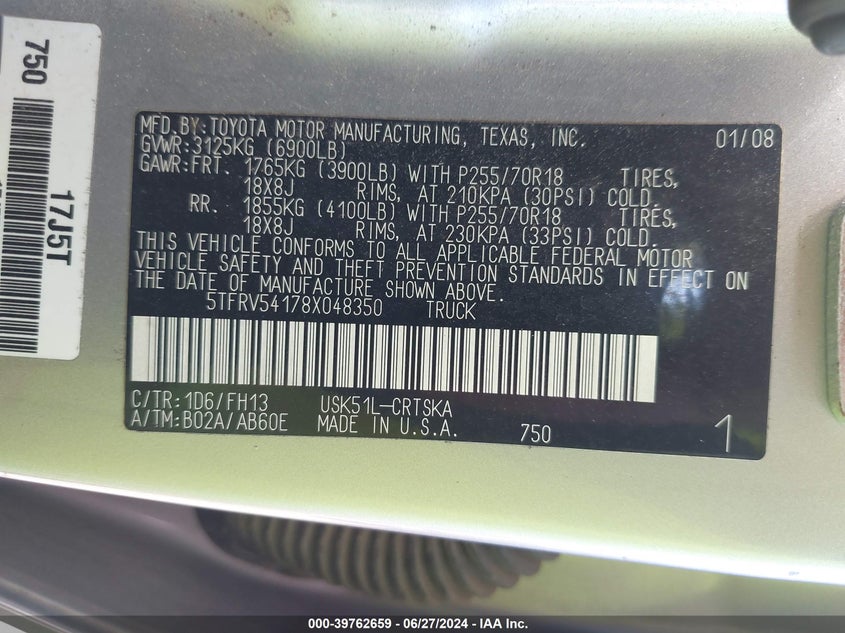 750
17J5T
MFD.BY:TOYOTA MOTOR MANUFACTURING, TEXAS, INC. 01/08
GVWR:3125KG (6900LB)
GAWR:FRT. 1765KG (3900LB) WITH P255/70R18 TIRES,
18X8J RIMS, AT 210KPA (30PSI) COLD.
RR. 1855KG (4100LB) WITH P255/70R18 TIRES,
18X8J RIMS, AT 230KPA (33PSI) COLD.
THIS VEHICLE CONFORMS TO ALL APPLICABLE FEDERAL MOTOR
VEHICLE SAFETY AND THEFT PREVENTION STANDARDS IN EFFECT ON
THE DATE OF MANUFACTURE SHOWN ABOVE.
5TFRV54178X048350 TRUCK
C/TR:1D6/FH13 USK51L-CRTSKA
A/TM:B02A/AB60E MADE IN U.S.A. 750 1
000-39762659 - 06/27/2024 - IAA Inc.